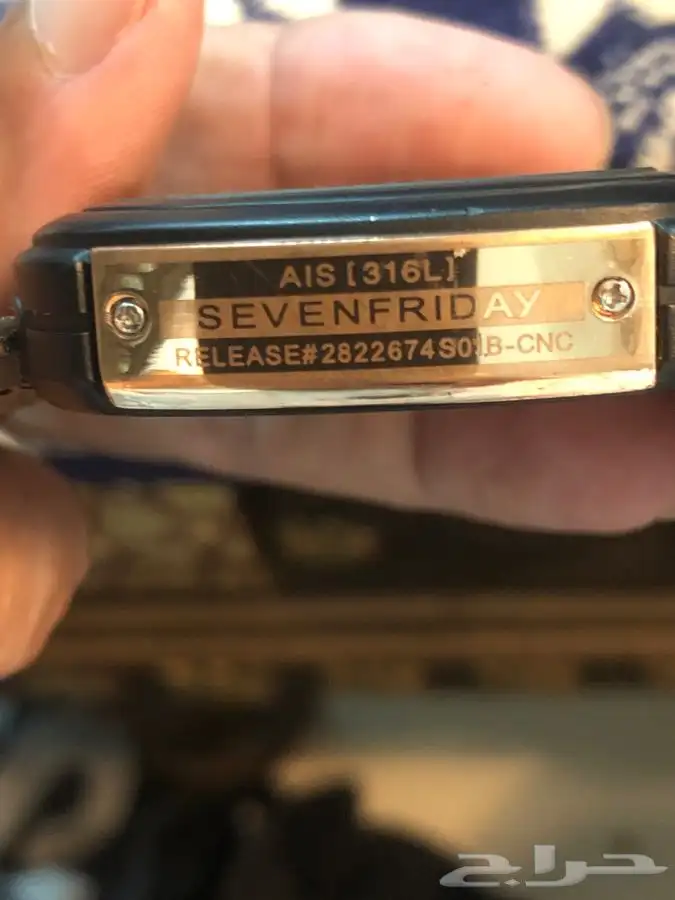 AIS [316L]
SEVENFRIDAY
RELEASE#2822674S01B-CNC
حراج